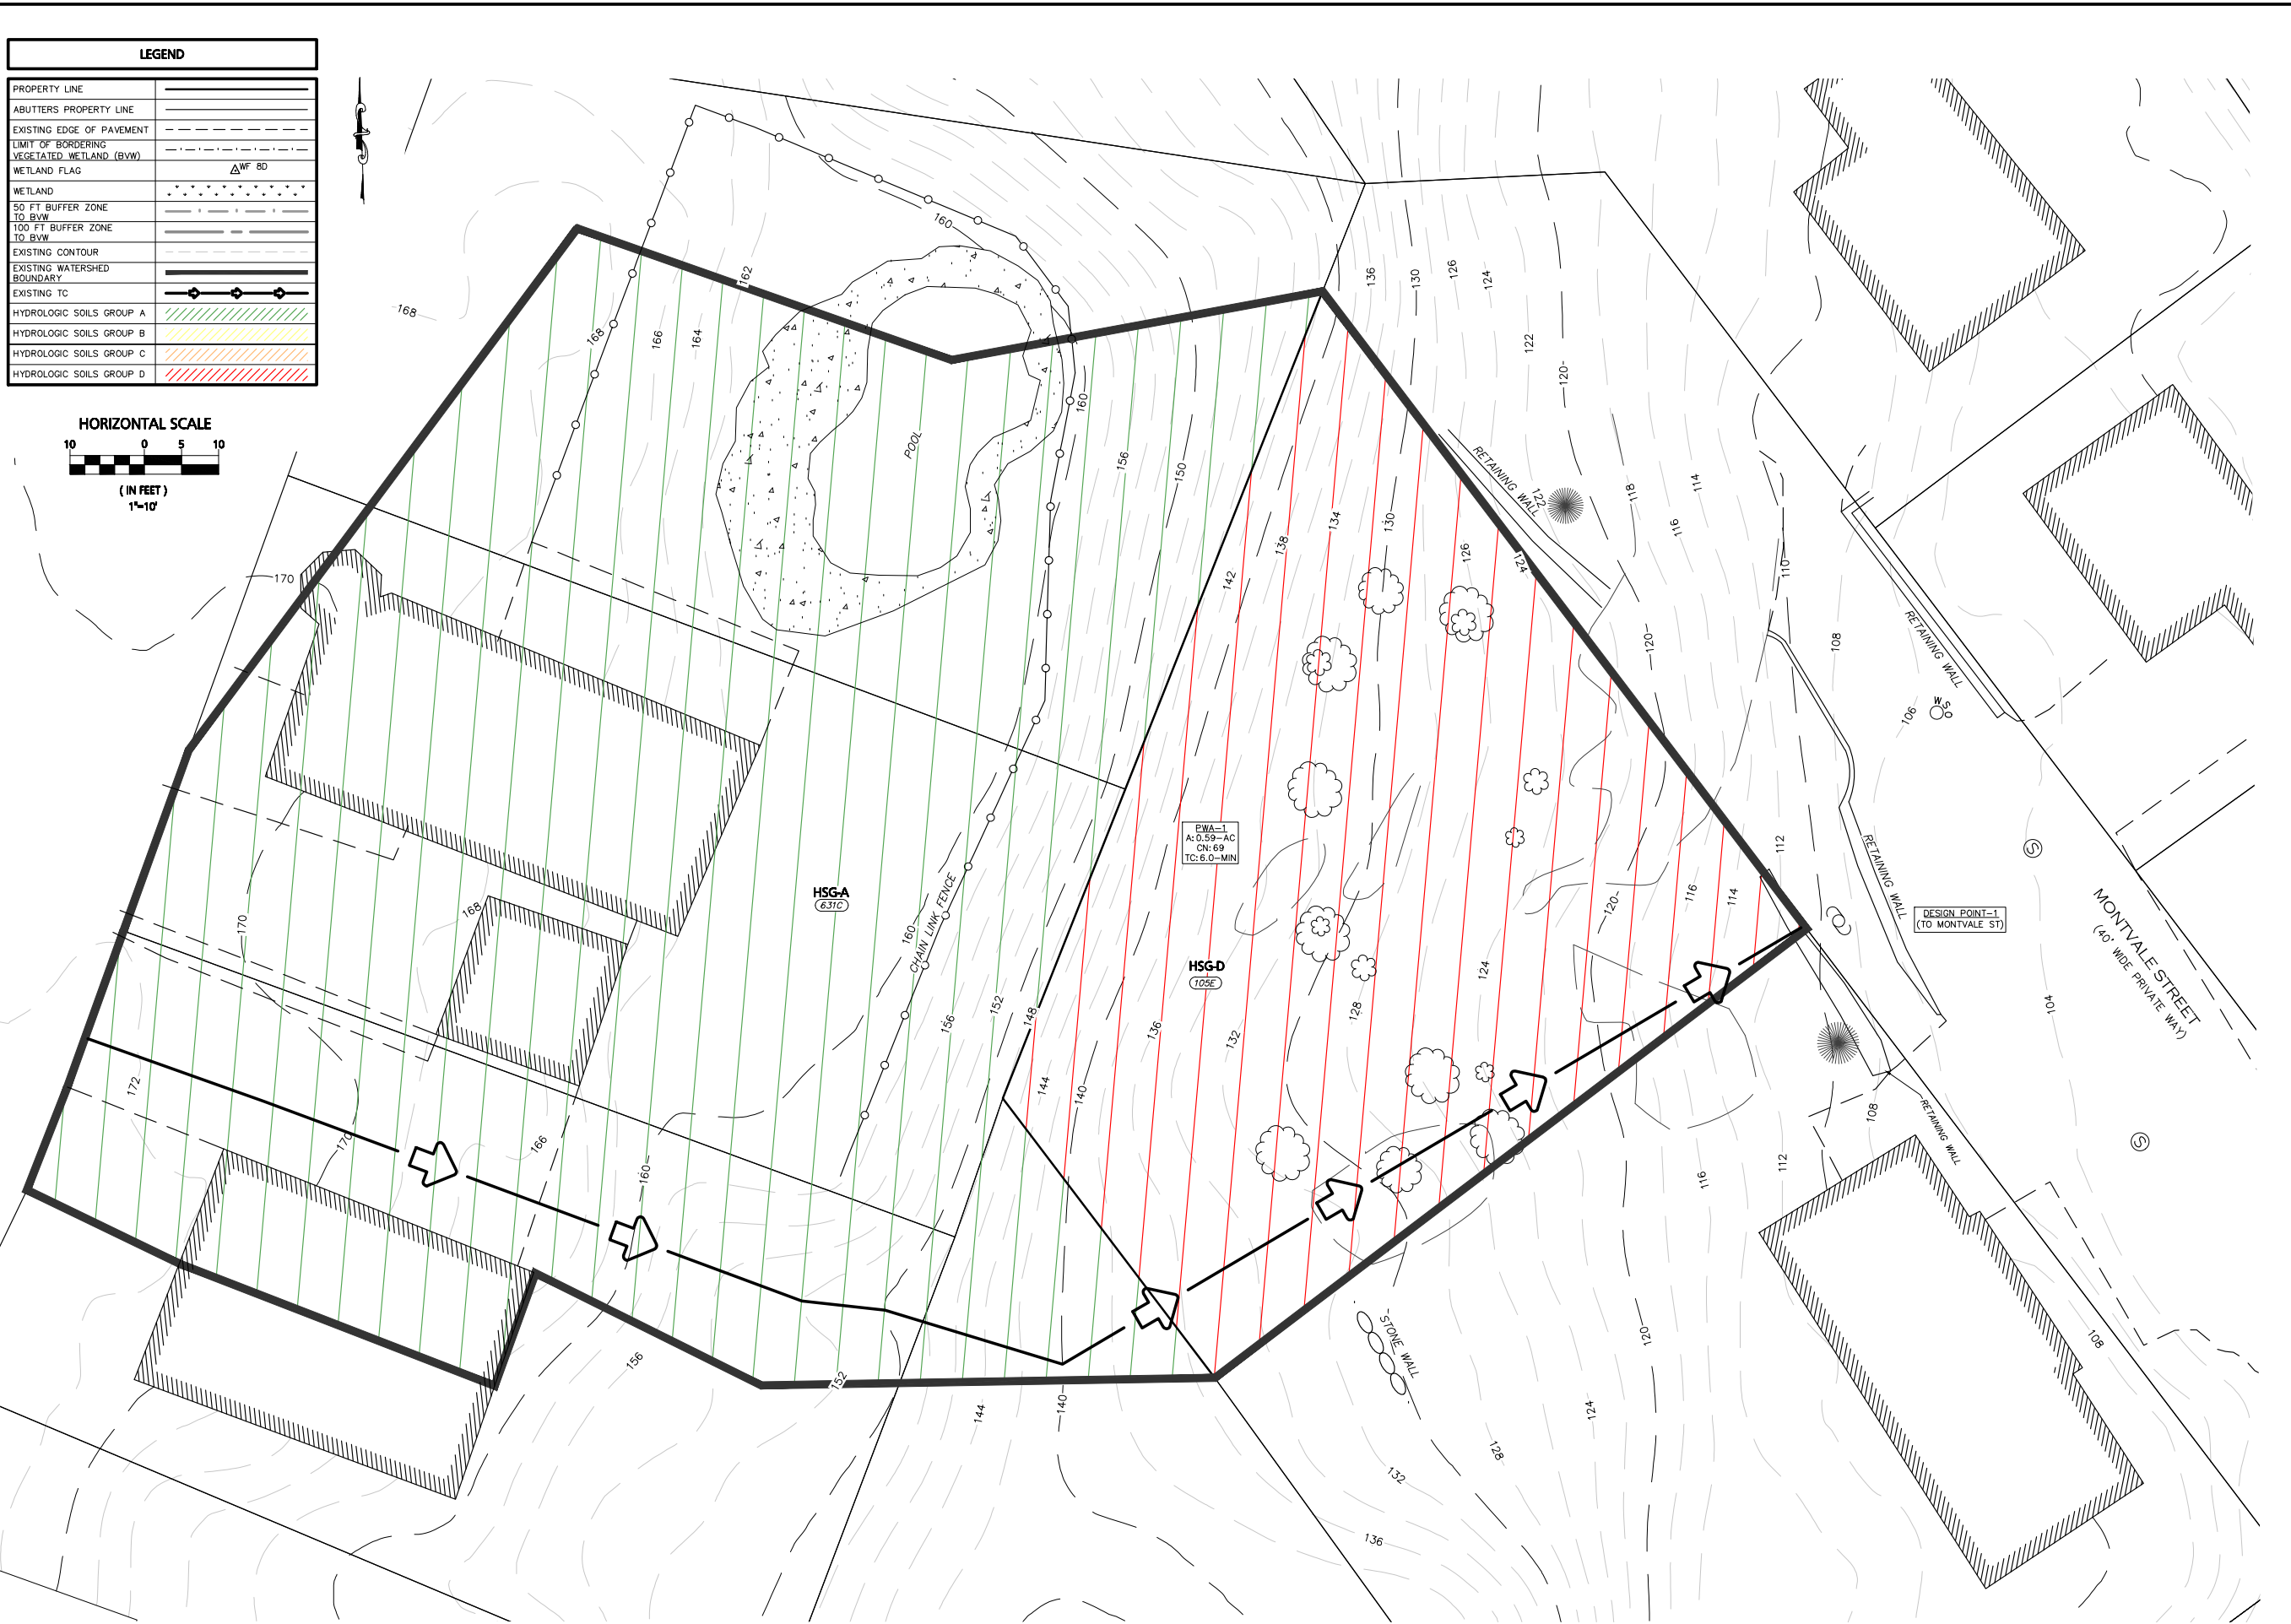 LEGEND
PROPERTY LINE
ABUTTERS PROPERTY LINE
EXISTING EDGE OF PAVEMENT
LIMIT OF BORDERING
VEGETATED WETLAND (BVW)
WETLAND FLAG
WF 8D
WETLAND
50 FT BUFFER ZONE
TO BVW
100 FT BUFFER ZONE
TO BVW
EXISTING CONTOUR
EXISTING WATERSHED
BOUNDARY
EXISTING TC
HYDROLOGIC SOILS GROUP A
HYDROLOGIC SOILS GROUP B
HYDROLOGIC SOILS GROUP C
HYDROLOGIC SOILS GROUP D
HORIZONTAL SCALE
10 0 5 10
( IN FEET )
1"=10'
160
162
168
168
166
164
136
130
126
124
122
120
160
POOL
156
150
RETAINING WALL
122
118
114
116
138
134
130
126
124
142
110
170
120
108
RETAINING WALL
106
W
S
PWA-1
A: 0.59-AC
CN: 69
TC: 6.0-MIN
112
RETAINING WALL
HSG-A
631C
CHAIN LINK FENCE
160
168
170
116
114
120
DESIGN POINT-1
(TO MONTVALE ST)
MONTVALE STREET
(40' WIDE PRIVATE WAY)
S
HSG-D
105E
124
128
104
156
152
148
136
132
144
140
172
170
166
160
108
RETAINING WALL
S
112
116
STONE WALL
120
108
156
152
144
140
124
128
132
136